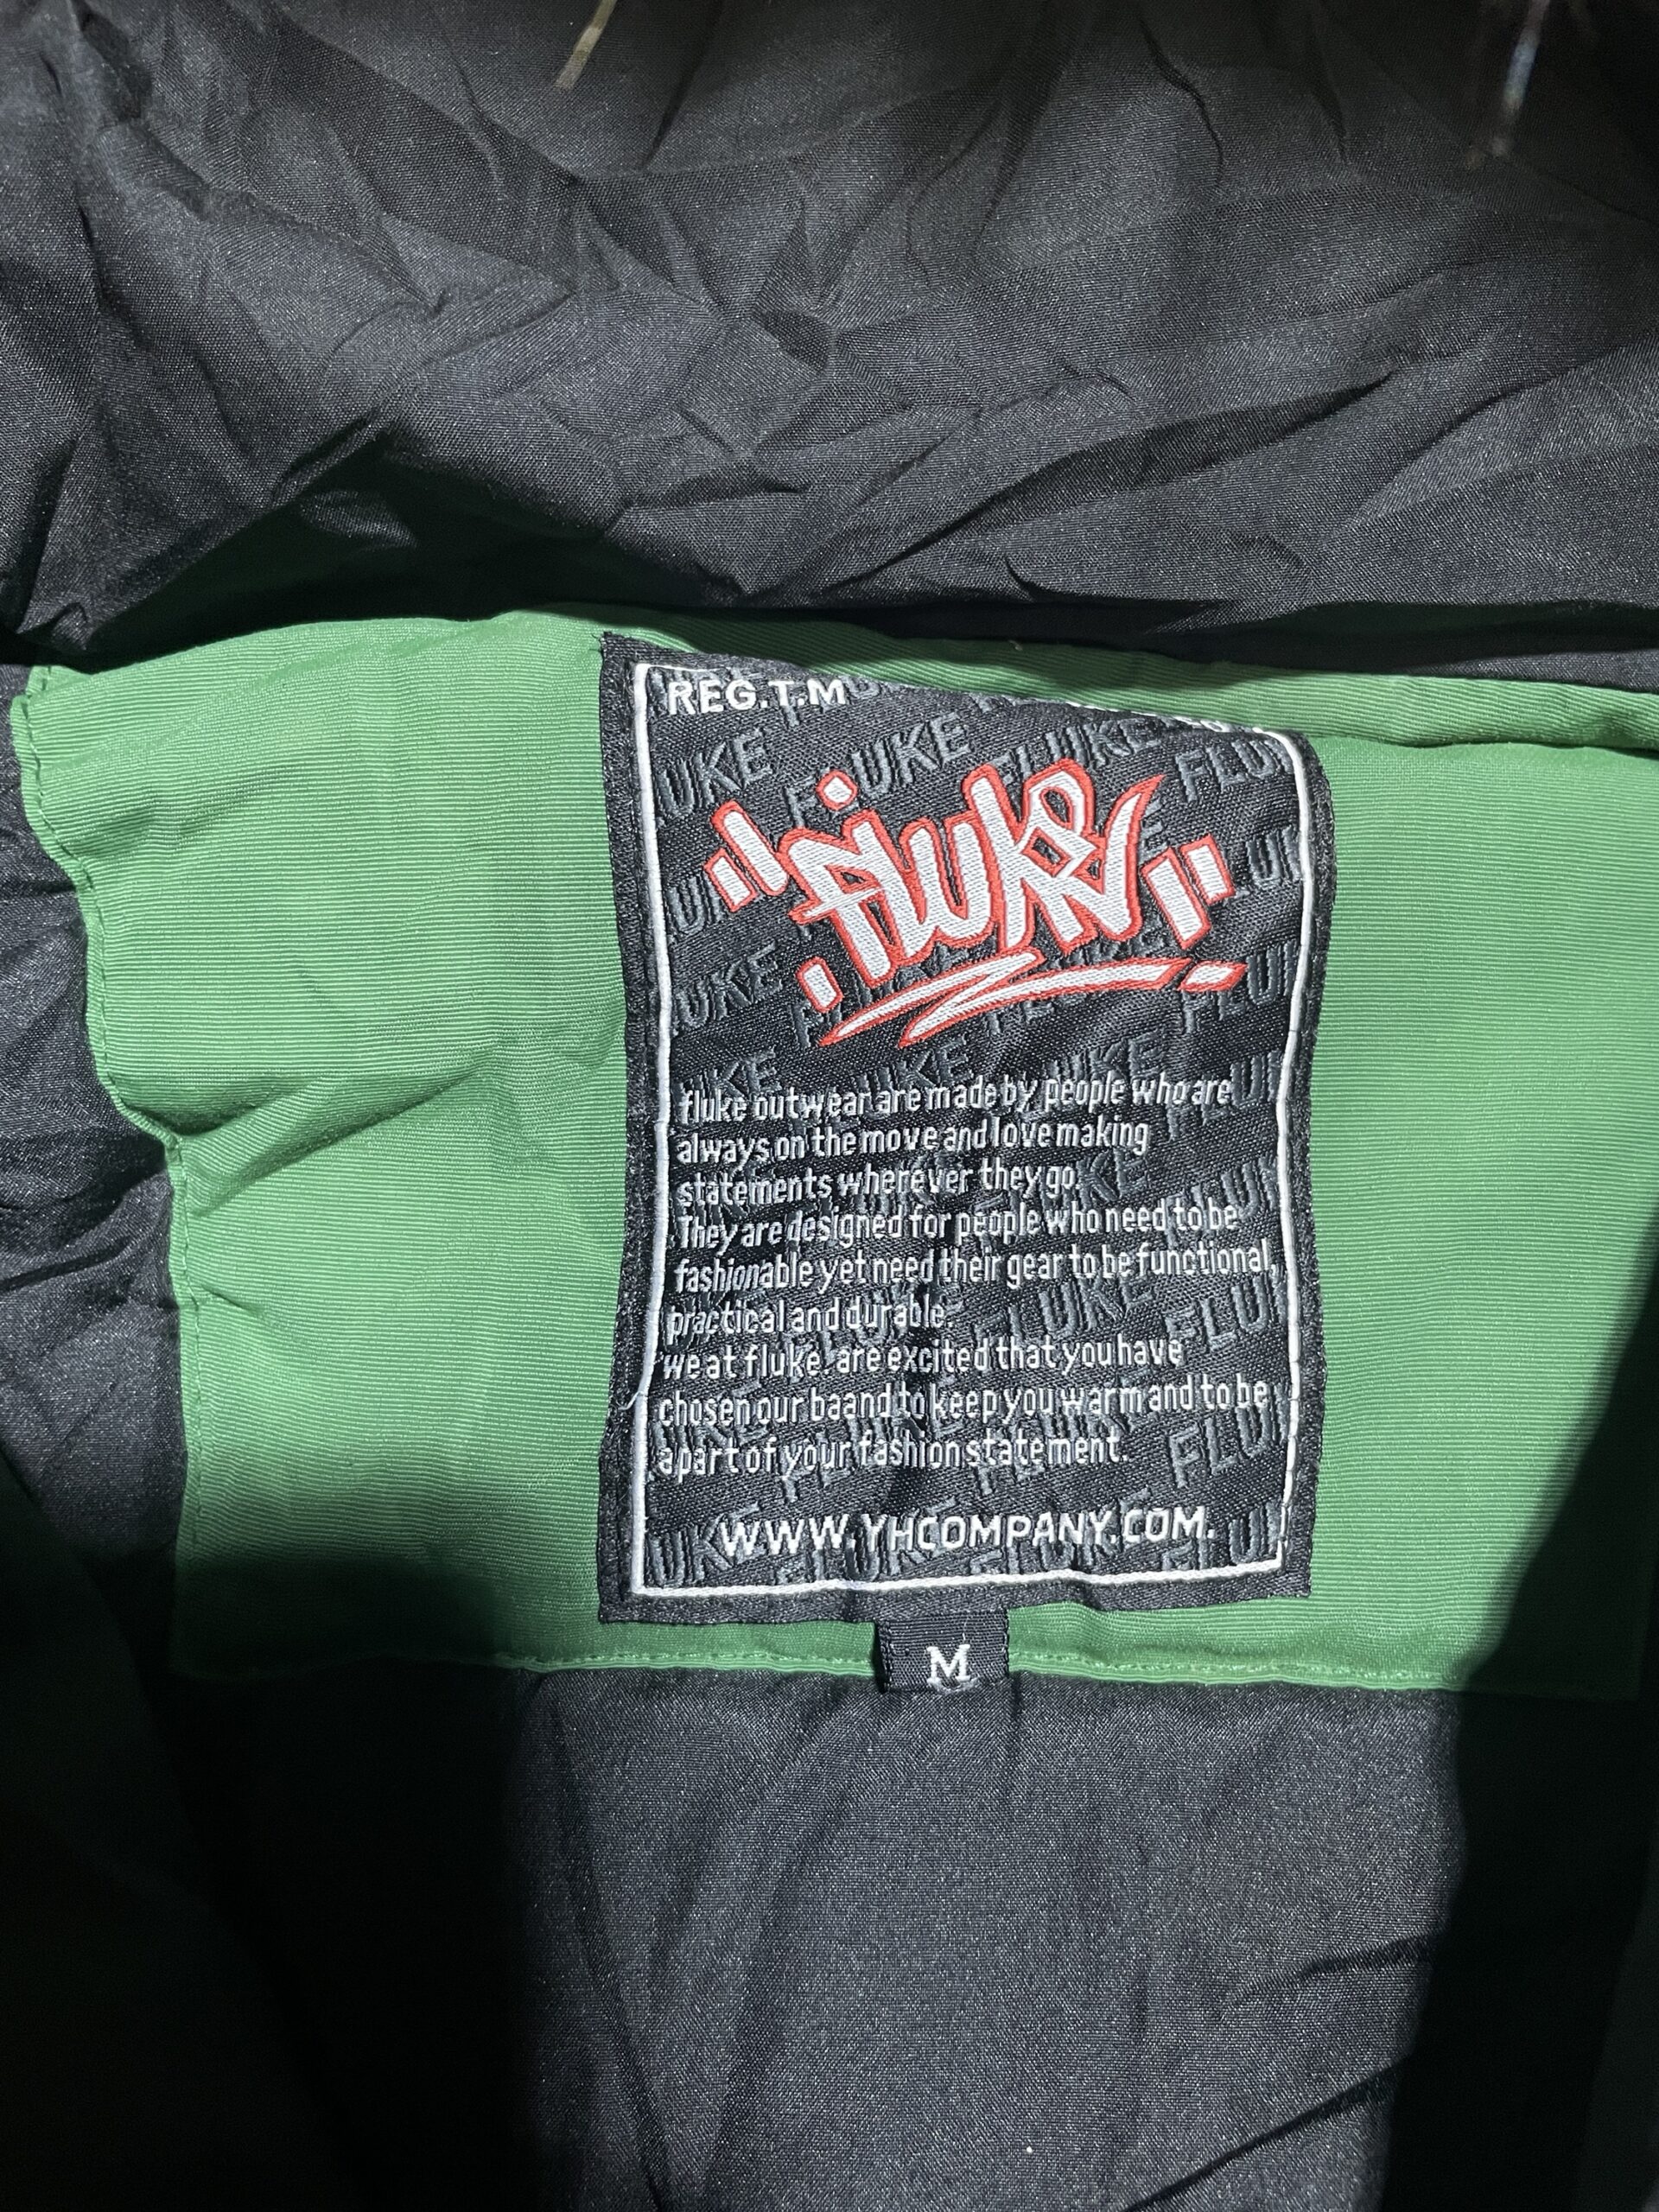 REG.T.M
fluke
fluke outwear are made by people who are
always on the move and love making
statements wherever they go.
They are designed for people who need to be
fashionable yet need their gear to be functional,
practical and durable.
we at fluke. are excited that you have
chosen our baand to keep you warm and to be
a part of your fashion statement.
WWW.YHCOMPANY.COM.
M